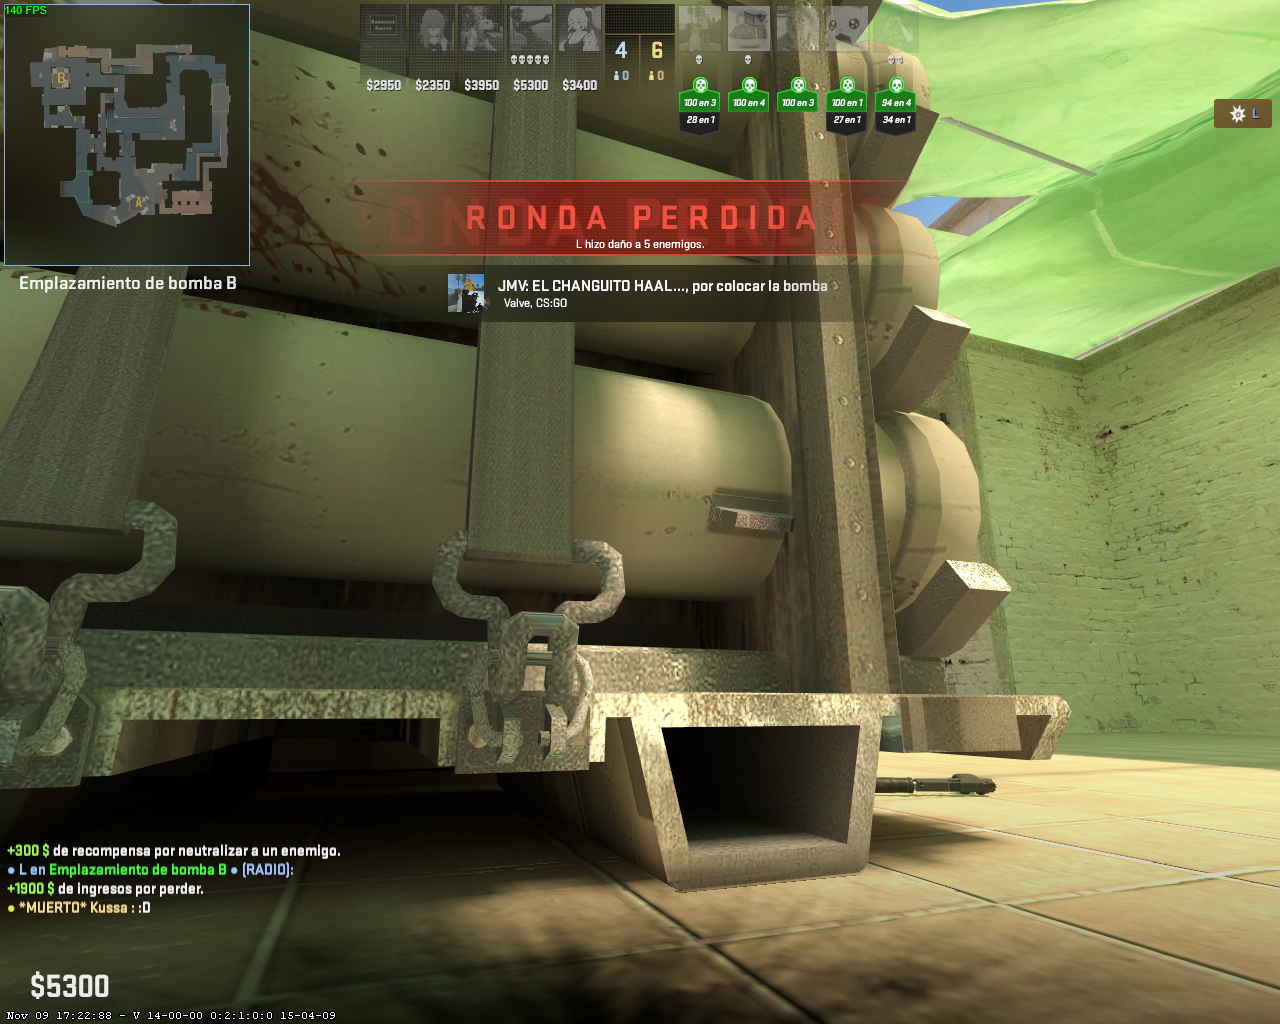 140 FPS
4 6
0 0
$2950 $2350 $3950 $5300 $3400
100 en 3 100 en 4 100 en 3 100 en 1 94 en 4
28 en 1 27 en 1 34 en 1
L
B
A
RONDA PERDIDA
L hizo daño a 5 enemigos.
Emplazamiento de bomba B
JMV: EL CHANGUITO HAAL..., por colocar la bomba
Valve, CS:GO
+300 $ de recompensa por neutralizar a un enemigo.
• L en Emplazamiento de bomba B • (RADIO):
+1900 $ de ingresos por perder.
• *MUERTO* Kussa : :D
$5300
Nov 09 17:22:88 - V 14-00-00 0:2:1:0:0 15-04-09